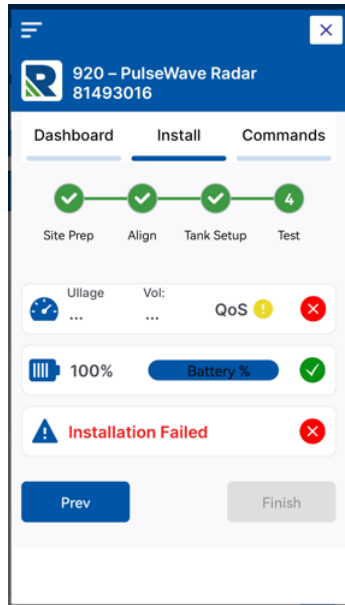 920 – PulseWave Radar
81493016
Dashboard Install Commands
4
Site Prep Align Tank Setup Test
Ullage Vol:
... ... QoS !
100% Battery %
Installation Failed
Prev Finish